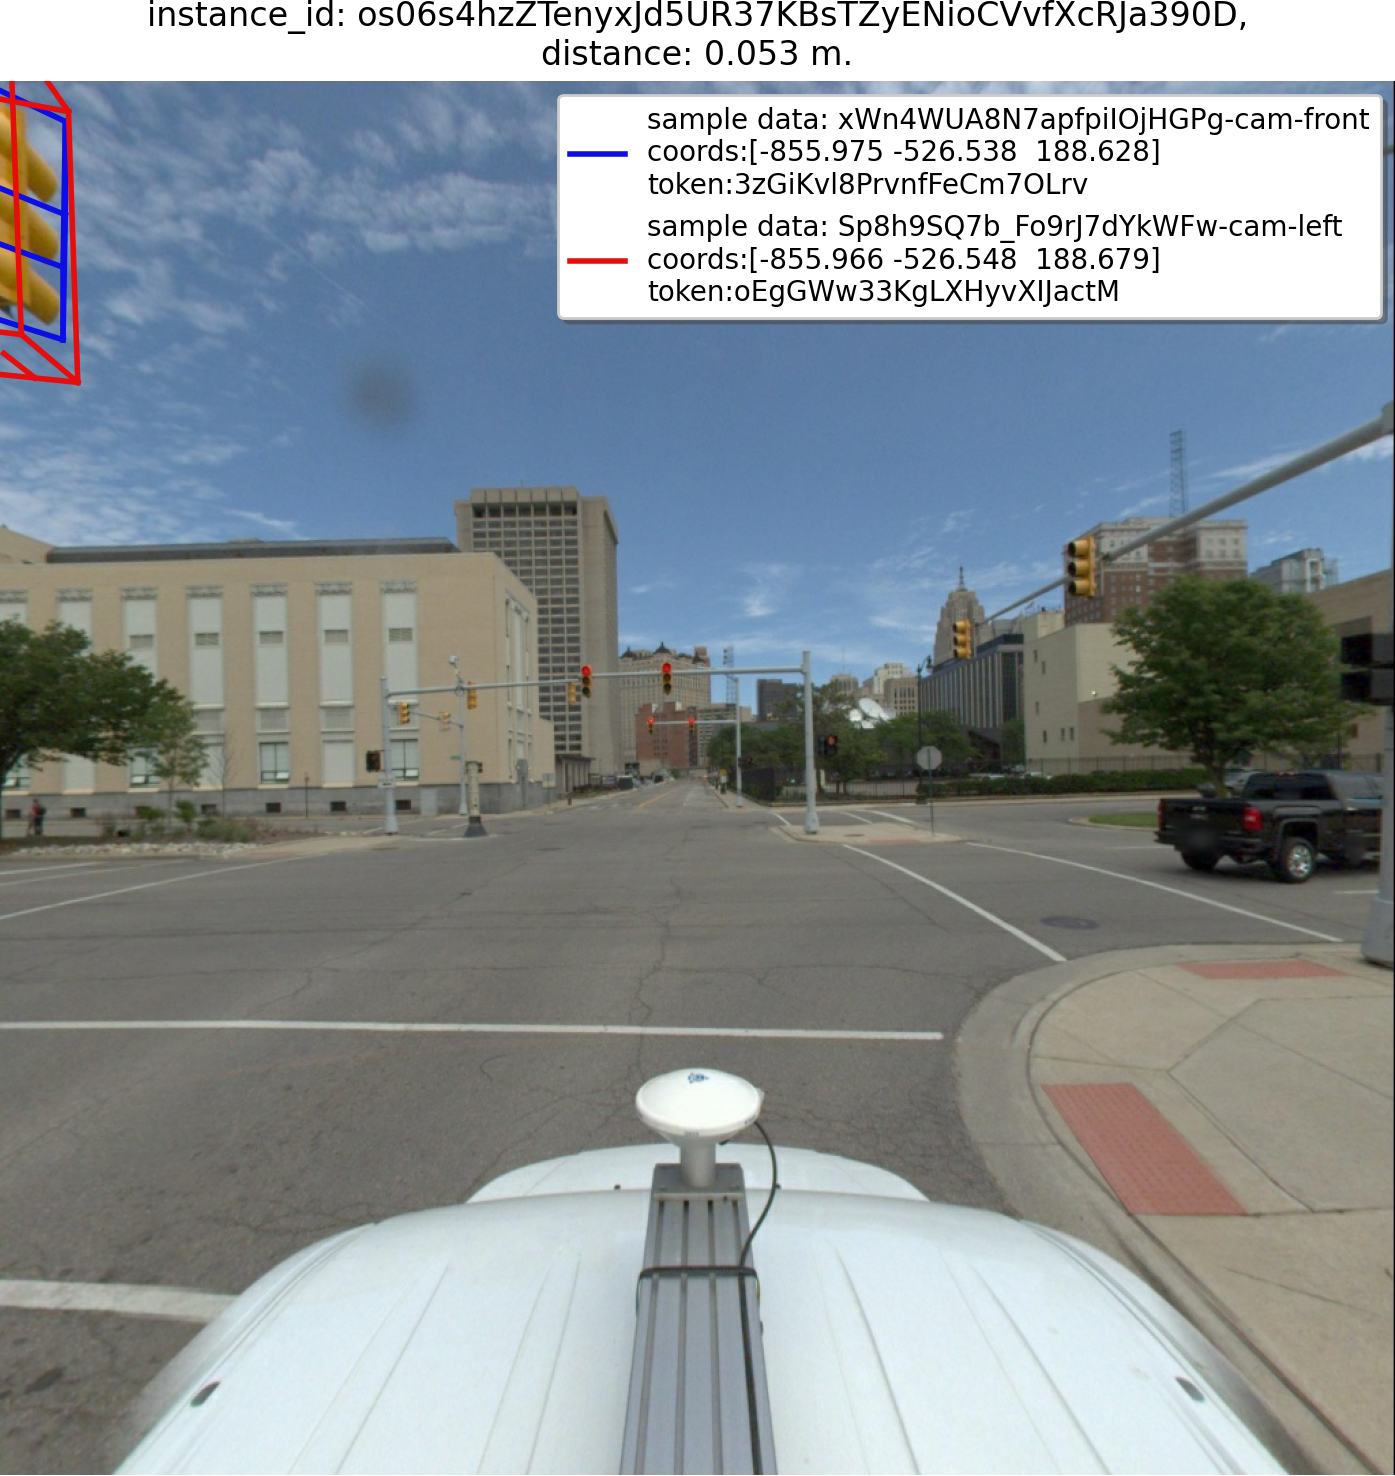 instance_id: os06s4hzZTenyxJd5UR37KBsTZyENioCVvfXcRJa390D,
distance: 0.053 m.
sample data: xWn4WUA8N7apfpiIOjHGPg-cam-front
coords:[-855.975 -526.538  188.628]
token:3zGiKvl8PrvnfFeCm7OLrv
sample data: Sp8h9SQ7b_Fo9rJ7dYkWFw-cam-left
coords:[-855.966 -526.548  188.679]
token:oEgGWw33KgLXHyvXIJactM